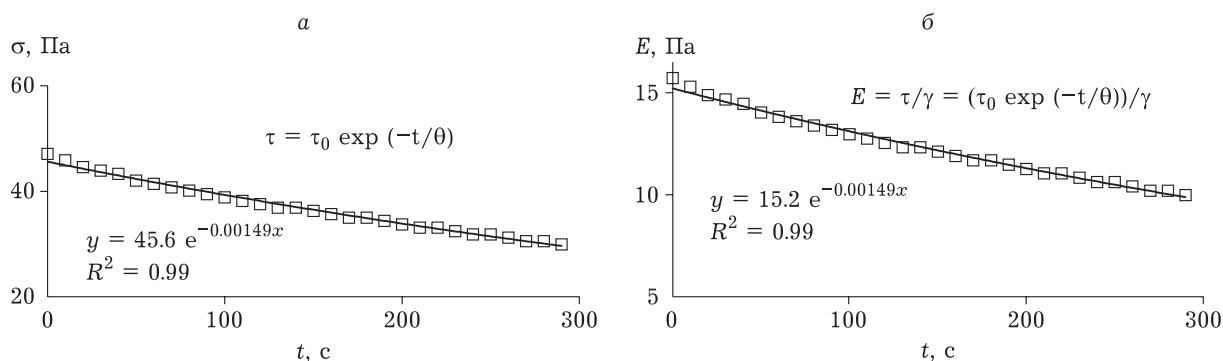 а
σ, Па
60
40
20
0
100
200
300
t, с
τ = τ₀ exp (−t/θ)
y = 45.6 e^−0.00149x
R² = 0.99
б
E, Па
15
10
5
0
100
200
300
t, с
E = τ/γ = (τ₀ exp (−t/θ))/γ
y = 15.2 e^−0.00149x
R² = 0.99